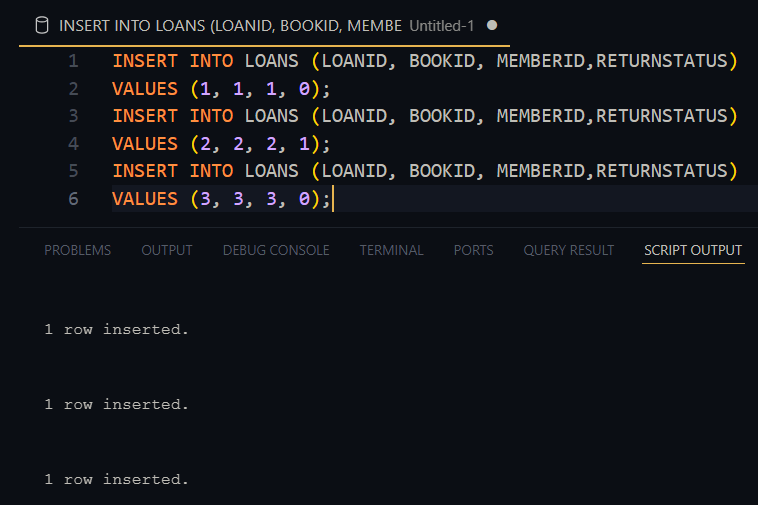 INSERT INTO LOANS (LOANID, BOOKID, MEMBE Untitled-1
1 INSERT INTO LOANS (LOANID, BOOKID, MEMBERID,RETURNSTATUS)
2 VALUES (1, 1, 1, 0);
3 INSERT INTO LOANS (LOANID, BOOKID, MEMBERID,RETURNSTATUS)
4 VALUES (2, 2, 2, 1);
5 INSERT INTO LOANS (LOANID, BOOKID, MEMBERID,RETURNSTATUS)
6 VALUES (3, 3, 3, 0);
PROBLEMS OUTPUT DEBUG CONSOLE TERMINAL PORTS QUERY RESULT SCRIPT OUTPUT
1 row inserted.
1 row inserted.
1 row inserted.